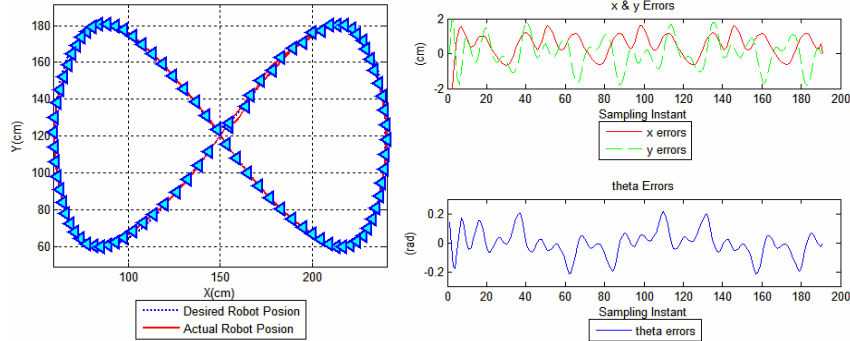 180
160
140
120
100
80
60
Y(cm)
100
150
200
X(cm)
Desired Robot Posion
Actual Robot Posion
x & y Errors
2
0
-2
(cm)
0
20
40
60
80
100
120
140
160
180
200
Sampling Instant
x errors
y errors
theta Errors
0.2
0
-0.2
(rad)
0
20
40
60
80
100
120
140
160
180
200
Sampling Instant
theta errors